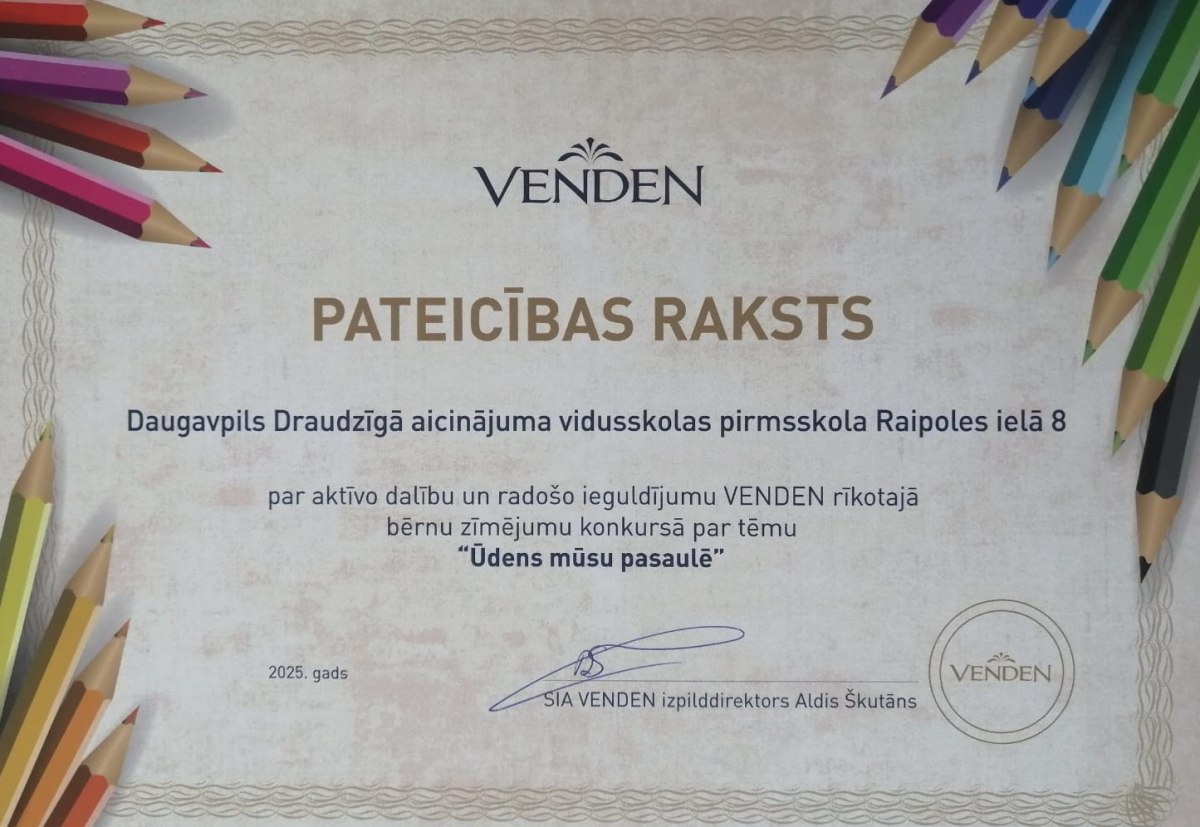 VENDEN
PATEICĪBAS RAKSTS
Daugavpils Draudzīgā aicinājuma vidusskolas pirmsskola Raipoles ielā 8
par aktīvo dalību un radošo ieguldījumu VENDEN rīkotajā
bērnu zīmējumu konkursā par tēmu
“Ūdens mūsu pasaulē”
2025. gads
SIA VENDEN izpilddirektors Aldis Škutāns
VENDEN